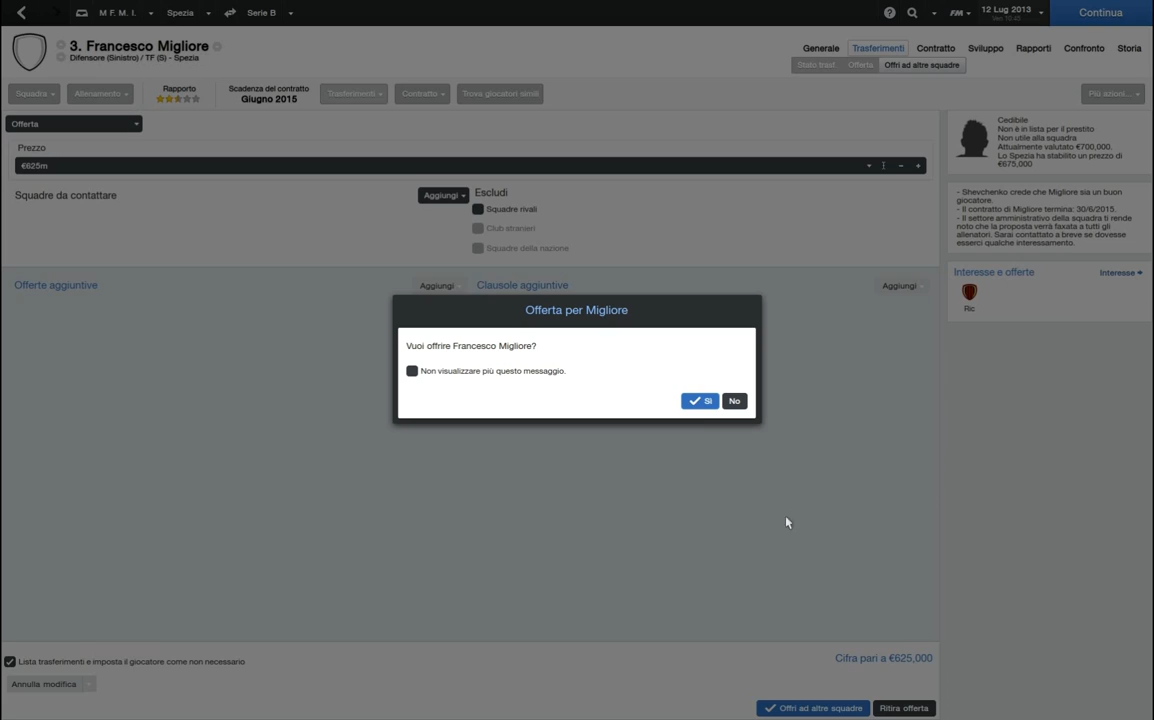 M F. M. I.
Spezia
Serie B
FM
12 Lug 2013
Ven 10.45
Continua
3. Francesco Migliore
Difensore (Sinistro) / TF (S) - Spezia
Generale
Trasferimenti
Contratto
Sviluppo
Rapporti
Confronto
Storia
Stato trasf
Offerta
Offri ad altre squadre
Squadra
Allenamento
Rapporto
Scadenza del contratto
Giugno 2015
Trasferimenti
Contratto
Trova giocatori simili
Più azioni...
Offerta
Prezzo
€625m
Squadre da contattare
Aggiungi
Escludi
Squadre rivali
Club stranieri
Squadre della nazione
Offerte aggiuntive
Aggiungi
Clausole aggiuntive
Aggiungi
Cedibile
Non è in lista per il prestito
Non utile alla squadra
Attualmente valutato €700,000.
Lo Spezia ha stabilito un prezzo di
€675,000
- Shevchenko crede che Migliore sia un buon
giocatore.
- Il contratto di Migliore termina: 30/6/2015.
- Il settore amministrativo della squadra ti rende
noto che la proposta verrà faxata a tutti gli
allenatori. Sarai contattato a breve se dovesse
esserci qualche interessamento.
Interesse e offerte
Interesse
Ric
Offerta per Migliore
Vuoi offrire Francesco Migliore?
Non visualizzare più questo messaggio.
Sì
No
Lista trasferimenti e imposta il giocatore come non necessario
Annulla modifica
Cifra pari a €625,000
Offri ad altre squadre
Ritira offerta